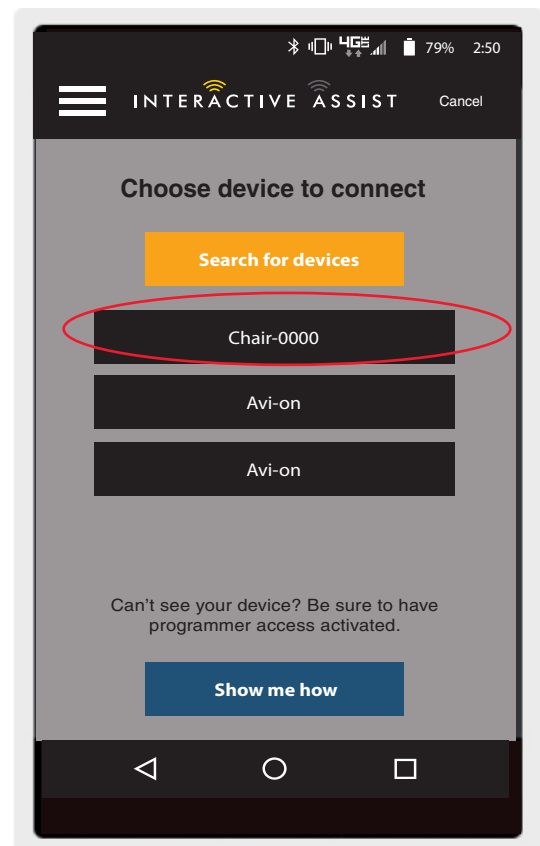 4G 79% 2:50
INTERACTIVE ASSIST Cancel
Choose device to connect
Search for devices
Chair-0000
Avi-on
Avi-on
Can't see your device? Be sure to have
programmer access activated.
Show me how